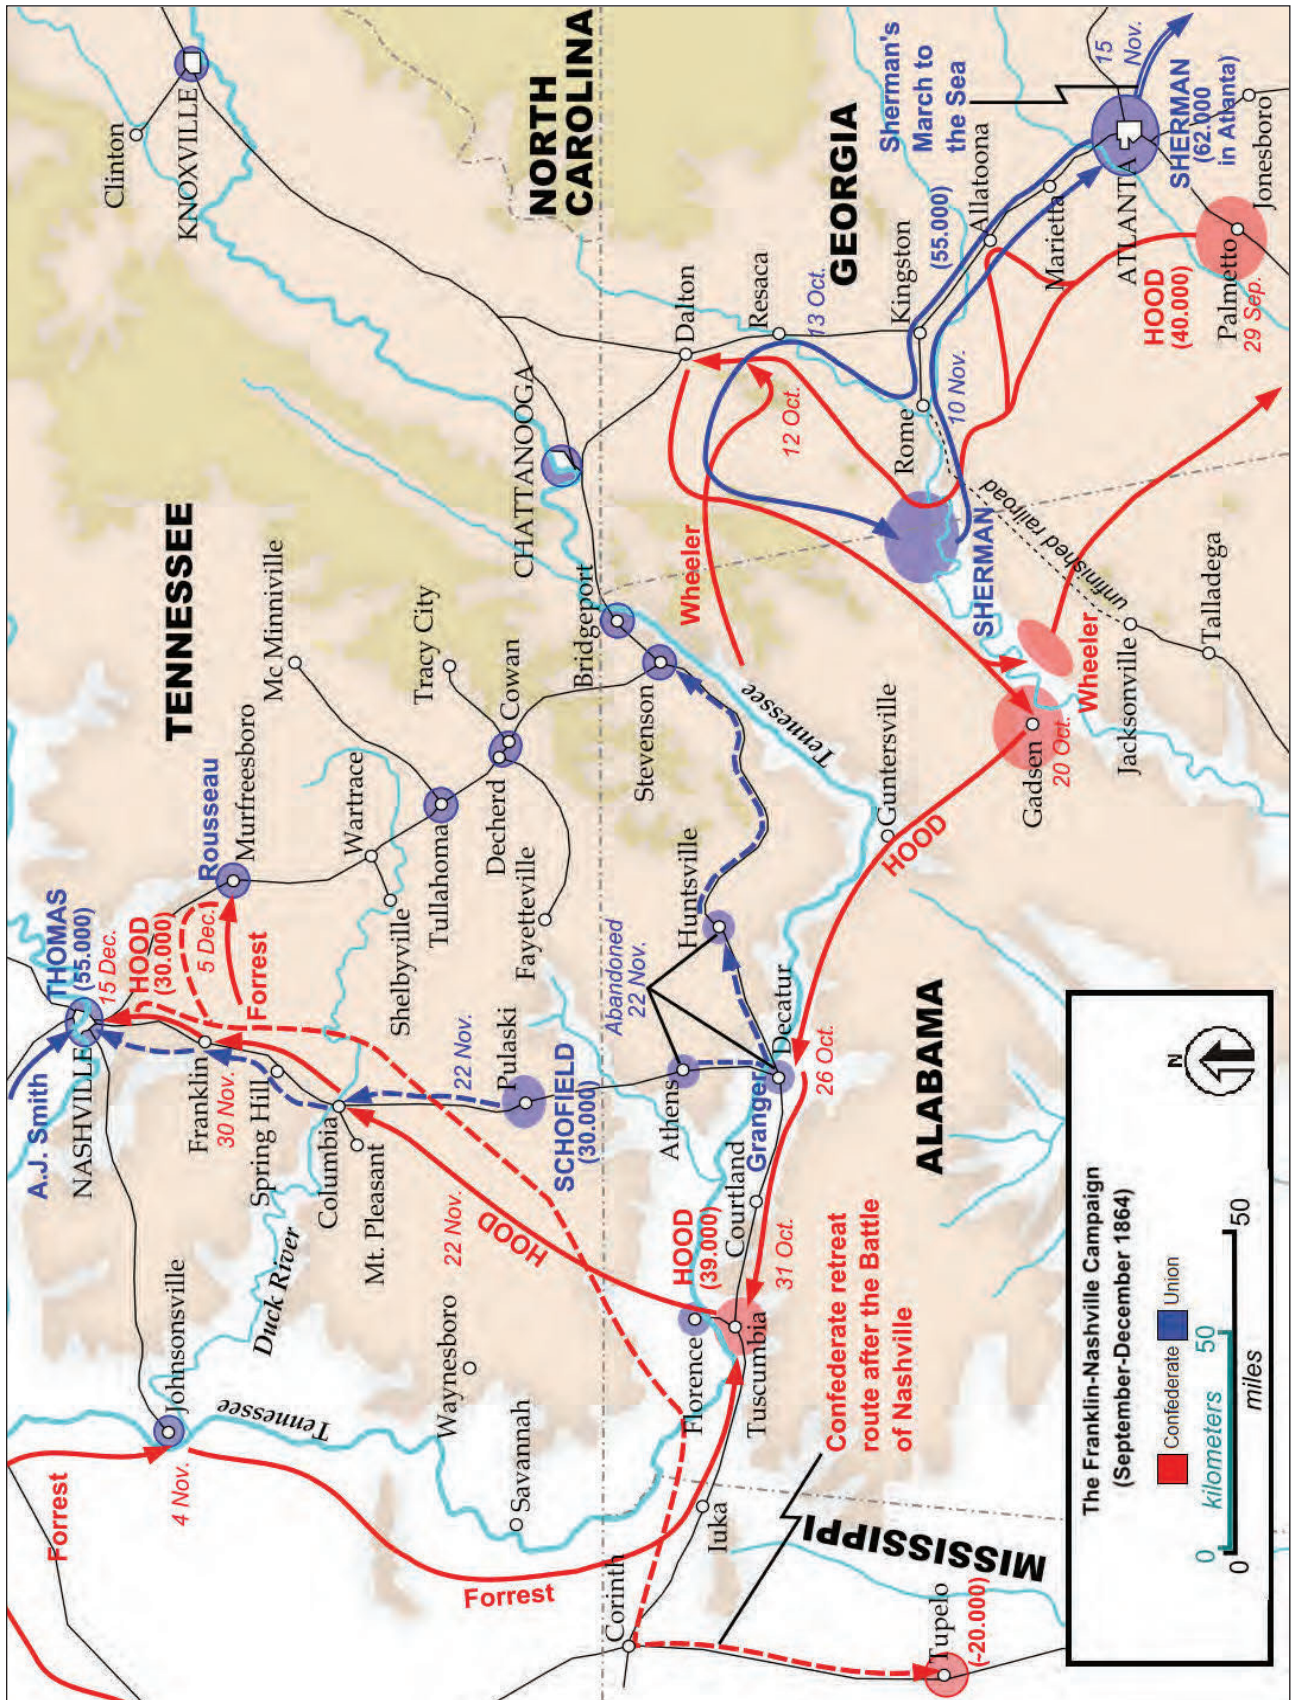 Clinton
KNOXVILLE
NORTH
CAROLINA
TENNESSEE
Mc Minniville
Tracy City
CHATTANOOGA
Rousseau
Murfreesboro
Wartrace
Cowan
Decherd
Bridgeport
Tullahoma
Shelbyville
Fayetteville
Stevenson
THOMAS
(55.000)
15 Dec.
HOOD
(30.000)
5 Dec.
Forrest
A.J. Smith
NASHVILLE
Franklin
30 Nov.
Spring Hill
Columbia
Mt. Pleasant
22 Nov.
Pulaski
SCHOFIELD
(30.000)
Abandoned
22 Nov.
Huntsville
Athens
Granger
Decatur
Courtland
HOOD
(39.000)
22 Nov.
HOOD
Johnsonsville
Duck River
Tennessee
Waynesboro
Savannah
Forrest
4 Nov.
Forrest
Florence
Tuscumbia
31 Oct.
26 Oct.
Iuka
Corinth
Tupelo
(~20.000)
MISSISSIPPI
ALABAMA
Confederate retreat
route after the Battle
of Nashville
Tennessee
Guntersville
HOOD
Gadsen
20 Oct.
Wheeler
Jacksonville
Talladega
unfinished railroad
SHERMAN
Wheeler
Dalton
Resaca
13 Oct.
12 Oct.
Rome
Kingston
10 Nov.
GEORGIA
(55.000)
Allatoona
Marietta
Sherman's
March to
the Sea
15
Nov.
ATLANTA
SHERMAN
(62.000
in Atlanta)
Jonesboro
HOOD
(40.000)
Palmetto
29 Sep.
N
The Franklin-Nashville Campaign
(September-December 1864)
Confederate
Union
0
50
kilometers
0
50
miles